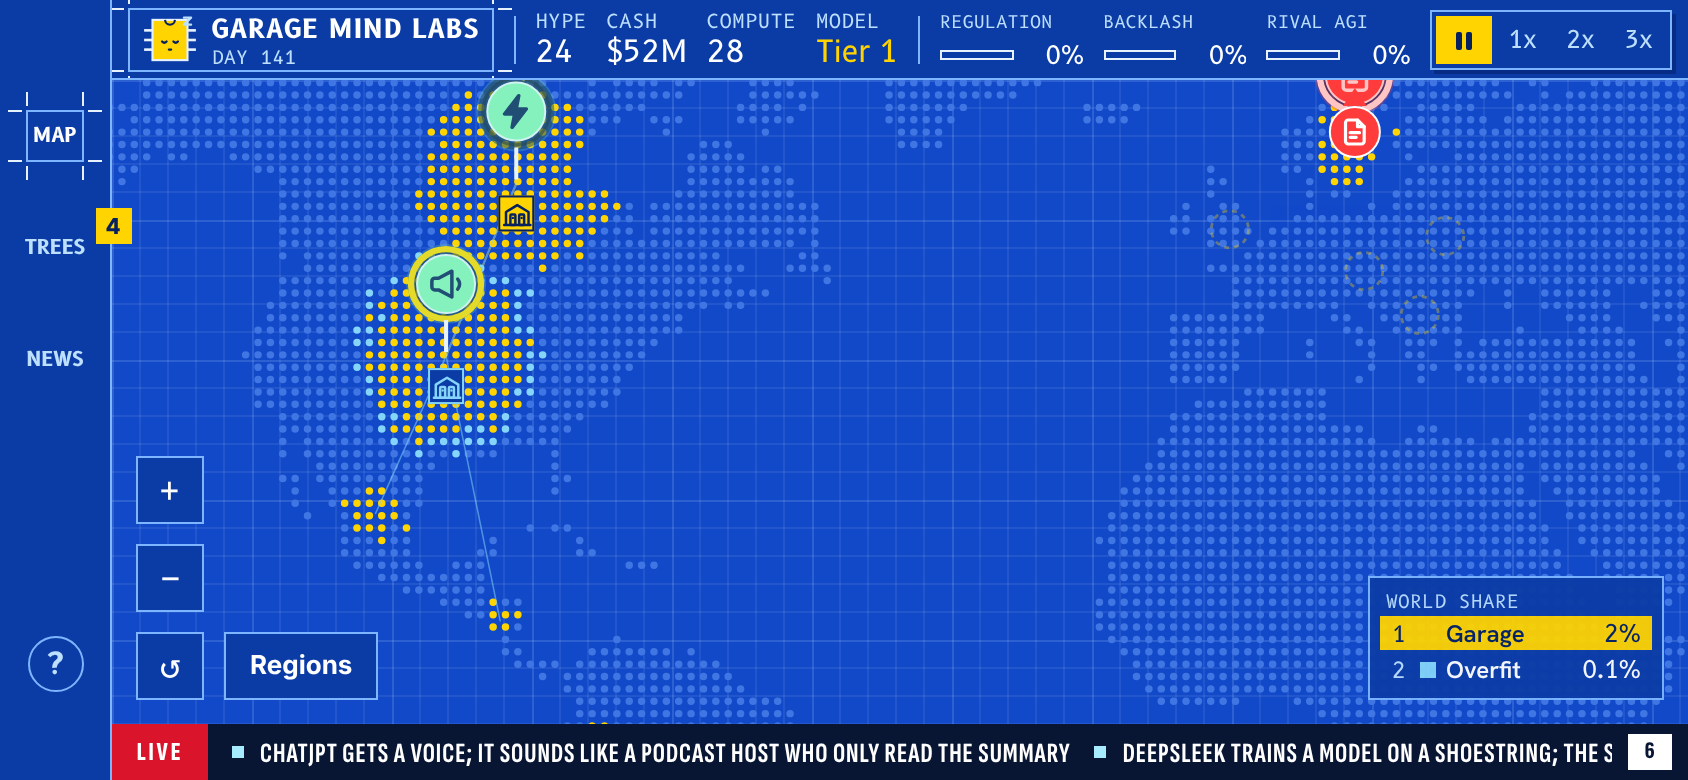 GARAGE MIND LABS
DAY 141
HYPE
24
CASH
$52M
COMPUTE
28
MODEL
Tier 1
REGULATION
0%
BACKLASH
0%
RIVAL AGI
0%
1x
2x
3x
MAP
4
TREES
NEWS
+
−
?
↺
Regions
WORLD SHARE
1 Garage 2%
2 Overfit 0.1%
LIVE
CHATJPT GETS A VOICE; IT SOUNDS LIKE A PODCAST HOST WHO ONLY READ THE SUMMARY
DEEPSLEEK TRAINS A MODEL ON A SHOESTRING; THE S
6